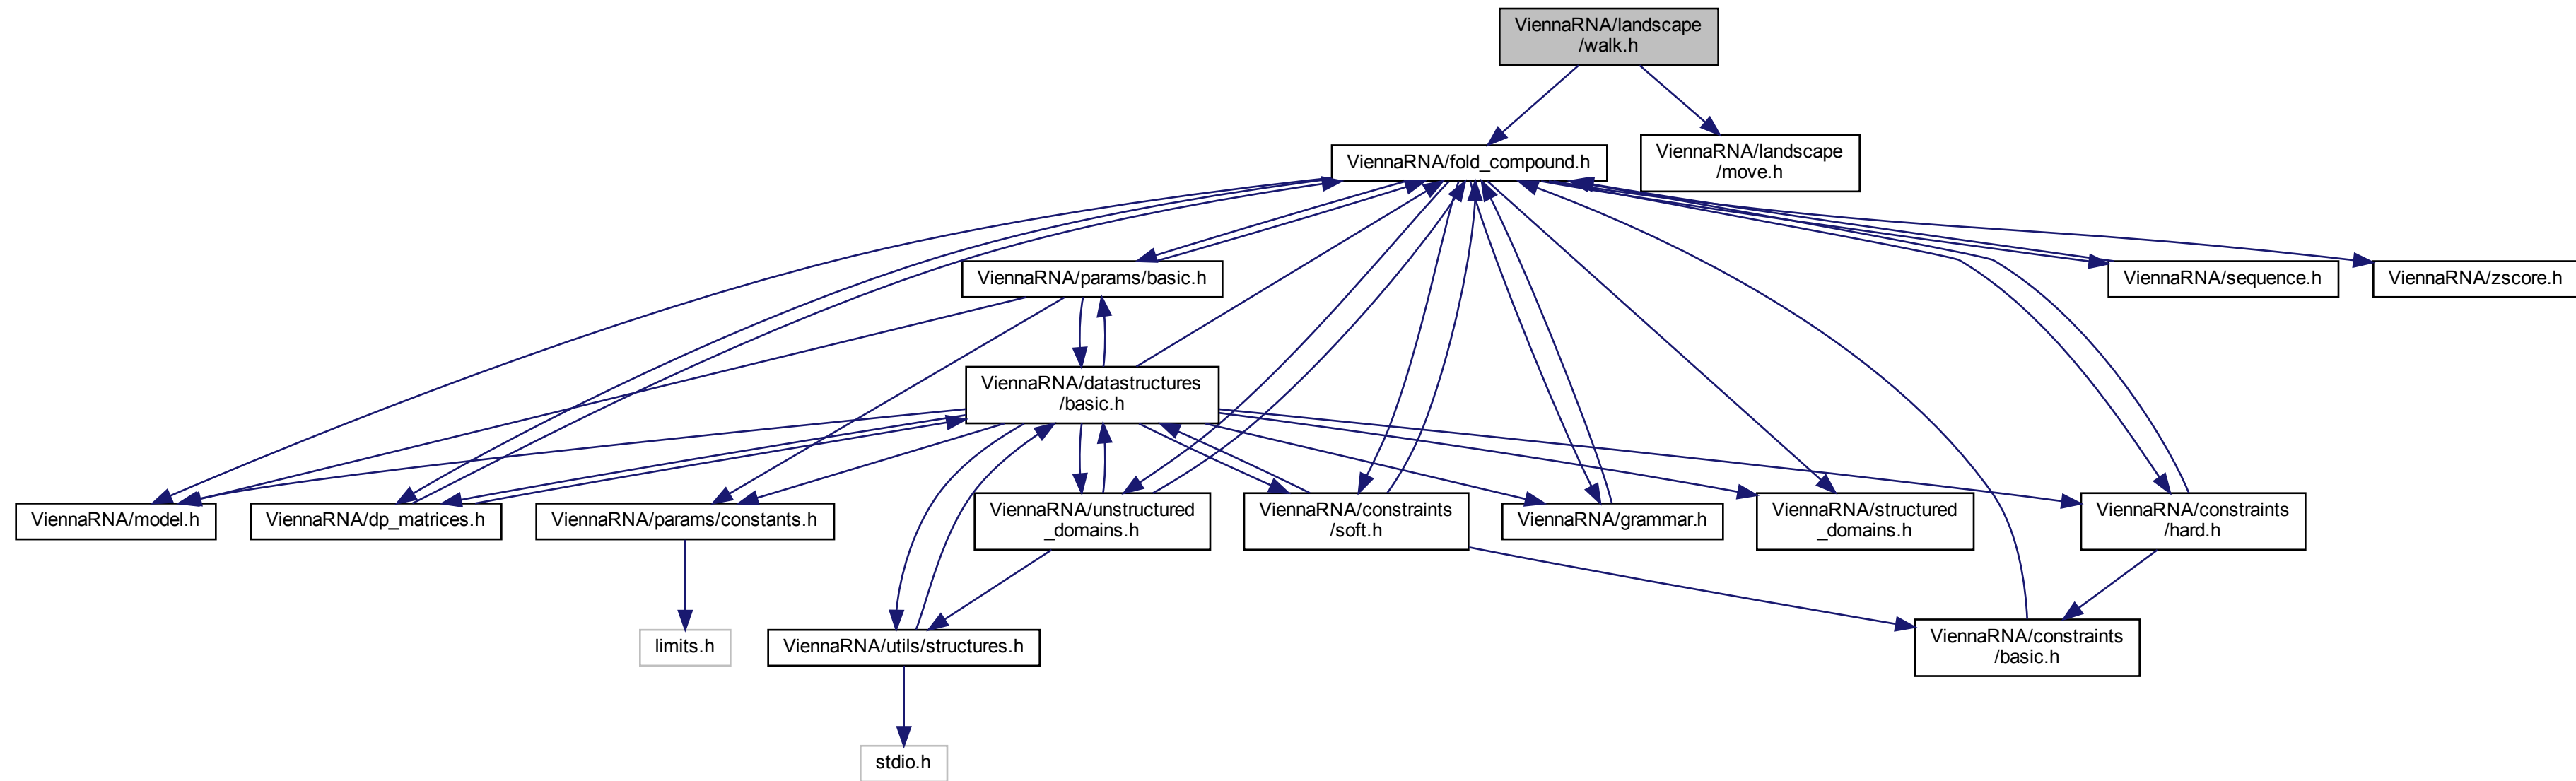 ViennaRNA/landscape
/walk.h
ViennaRNA/fold_compound.h
ViennaRNA/landscape
/move.h
ViennaRNA/params/basic.h
ViennaRNA/sequence.h
ViennaRNA/zscore.h
ViennaRNA/datastructures
/basic.h
ViennaRNA/model.h
ViennaRNA/dp_matrices.h
ViennaRNA/params/constants.h
ViennaRNA/unstructured
_domains.h
ViennaRNA/constraints
/soft.h
ViennaRNA/grammar.h
ViennaRNA/structured
_domains.h
ViennaRNA/constraints
/hard.h
limits.h
ViennaRNA/utils/structures.h
ViennaRNA/constraints
/basic.h
stdio.h